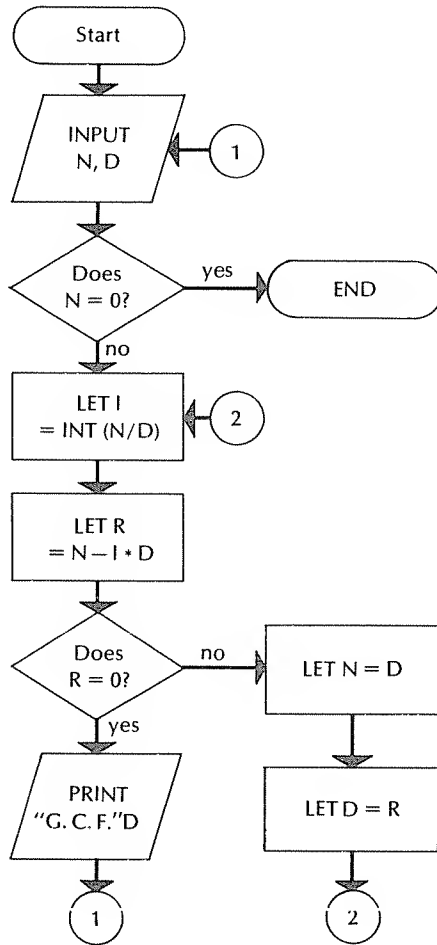 Start
INPUT
N, D
1
Does
N = 0?
yes
END
no
LET I
= INT (N/D)
2
LET R
= N – I * D
Does
R = 0?
no
LET N = D
yes
PRINT
"G. C. F."D
LET D = R
1
2